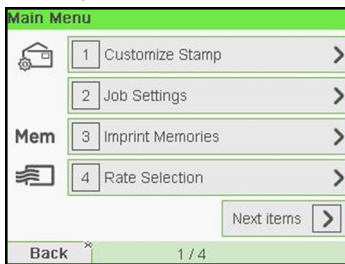 Main Menu
1 Customize Stamp
2 Job Settings
Mem 3 Imprint Memories
4 Rate Selection
Next items
Back 1 / 4